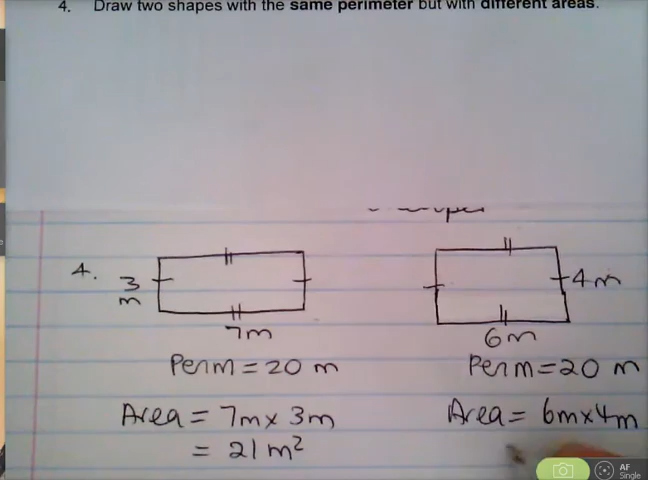 4. Draw two shapes with the same perimeter but with different areas.
4.
3 m
7m
4m
6m
Perim = 20 m
Perim = 20 m
Area = 7m x 3m
= 21 m²
Area = 6m x 4m
AF
Single